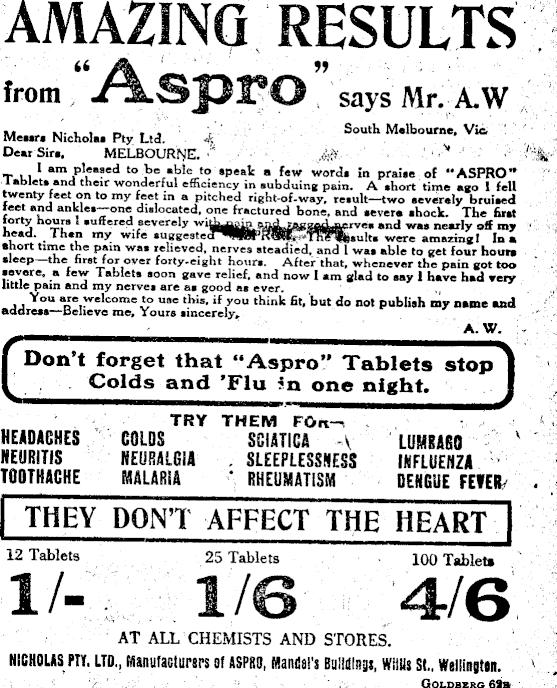 AMAZING RESULTS
from "Aspro" says Mr. A.W
South Melbourne, Vic.
Messrs Nicholas Pty Ltd.
Dear Sirs, MELBOURNE.
I am pleased to be able to speak a few words in praise of "ASPRO"
Tablets and their wonderful efficiency in subduing pain. A short time ago I fell
twenty feet on to my feet in a pitched right-of-way, result—two severely bruised
feet and ankles—one dislocated, one fractured bone, and severe shock. The first
forty hours I suffered severely with pain and ragged nerves and was nearly off my
head. Then my wife suggested The results were amazing! In a
short time the pain was relieved, nerves steadied, and I was able to get four hours
sleep—the first for over forty-eight hours. After that, whenever the pain got too
severe, a few Tablets soon gave relief, and now I am glad to say I have had very
little pain and my nerves are as good as ever.
You are welcome to use this, if you think fit, but do not publish my name and
address—Believe me, Yours sincerely,
A. W.
Don't forget that "Aspro" Tablets stop
Colds and 'Flu in one night.
TRY THEM FOR—
HEADACHES COLDS SCIATICA LUMBAGO
NEURITIS NEURALGIA SLEEPLESSNESS INFLUENZA
TOOTHACHE MALARIA RHEUMATISM DENGUE FEVER
THEY DON'T AFFECT THE HEART
12 Tablets 25 Tablets 100 Tablets
1/- 1/6 4/6
AT ALL CHEMISTS AND STORES.
NICHOLAS PTY. LTD., Manufacturers of ASPRO, Mandel's Buildings, Willis St., Wellington.
GOLDBERG 62B